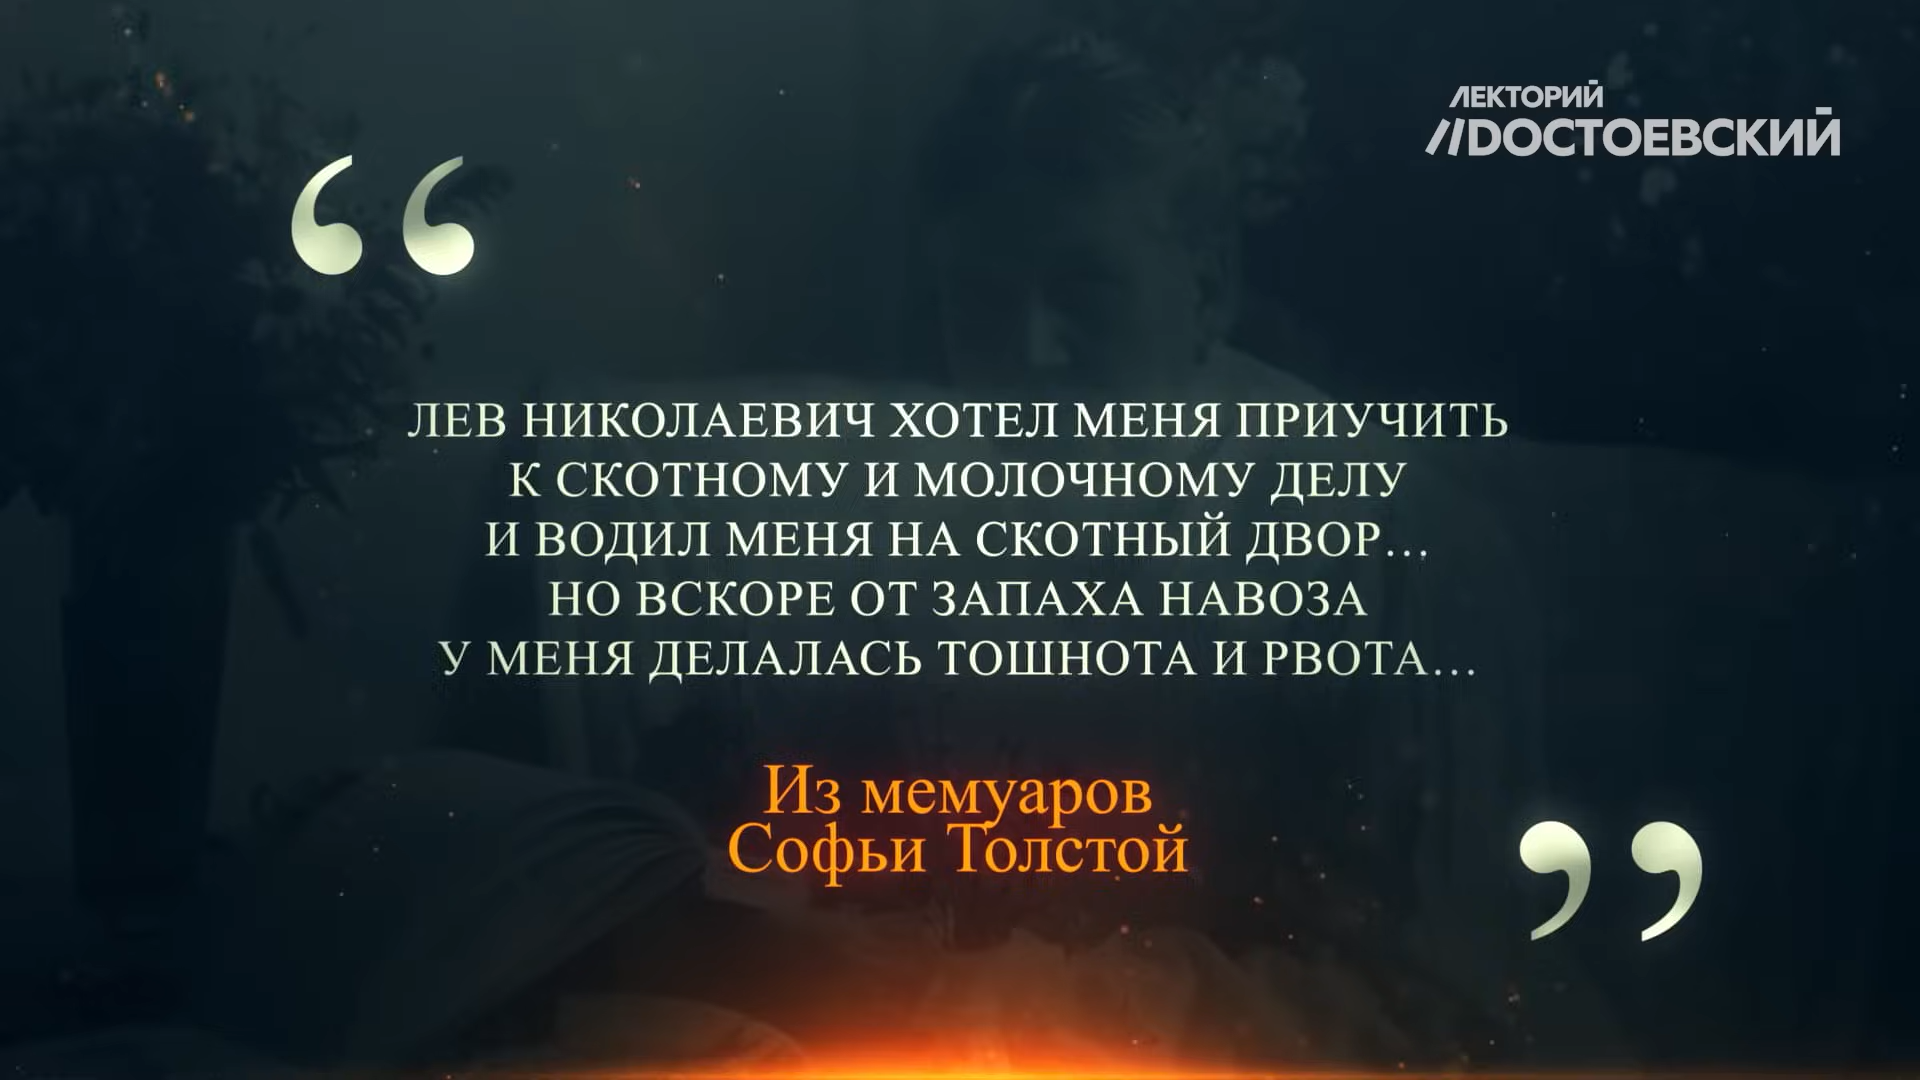 ЛЕКТОРИЙ
ДОСТОЕВСКИЙ
“
ЛЕВ НИКОЛАЕВИЧ ХОТЕЛ МЕНЯ ПРИУЧИТЬ
К СКОТНОМУ И МОЛОЧНОМУ ДЕЛУ
И ВОДИЛ МЕНЯ НА СКОТНЫЙ ДВОР...
НО ВСКОРЕ ОТ ЗАПАХА НАВОЗА
У МЕНЯ ДЕЛАЛАСЬ ТОШНОТА И РВОТА...
Из мемуаров
Софьи Толстой
”